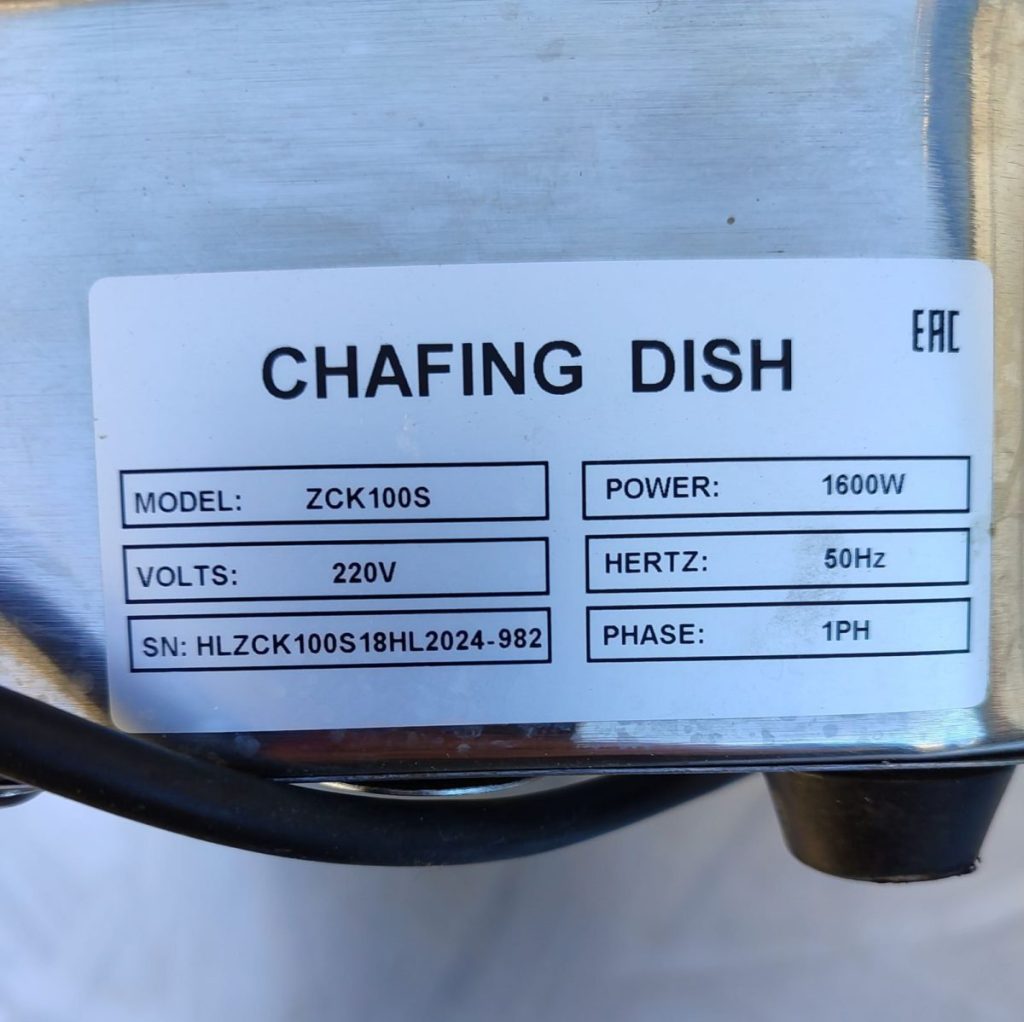 EAC
CHAFING DISH
MODEL: ZCK100S
POWER: 1600W
VOLTS: 220V
HERTZ: 50Hz
SN: HLZCK100S18HL2024-982
PHASE: 1PH